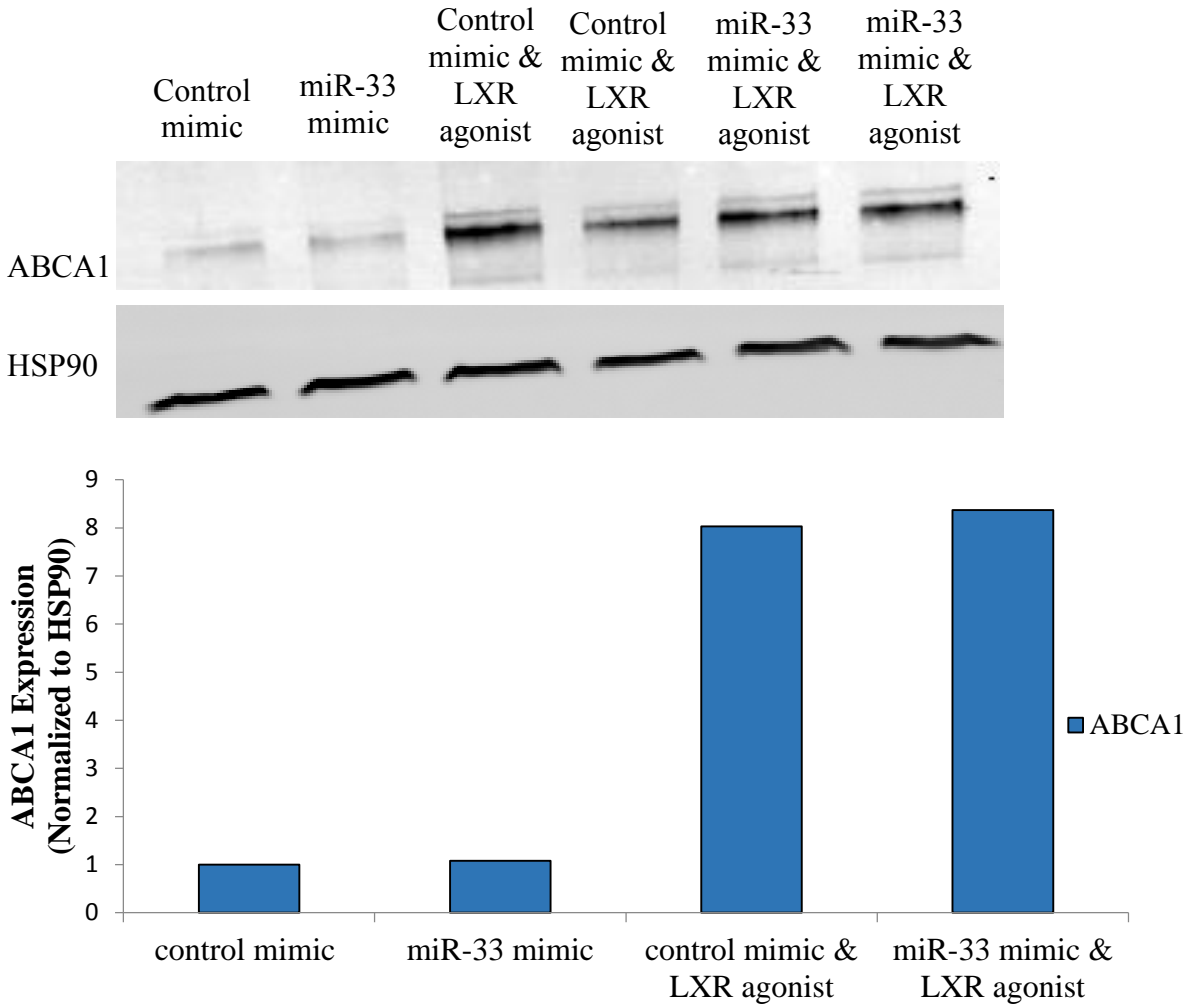 Control
mimic
miR-33
mimic
Control
mimic &
LXR
agonist
Control
mimic &
LXR
agonist
miR-33
mimic &
LXR
agonist
miR-33
mimic &
LXR
agonist
ABCA1
HSP90
ABCA1 Expression
(Normalized to HSP90)
9
8
7
6
5
4
3
2
1
0
control mimic
miR-33 mimic
control mimic &
LXR agonist
miR-33 mimic &
LXR agonist
ABCA1